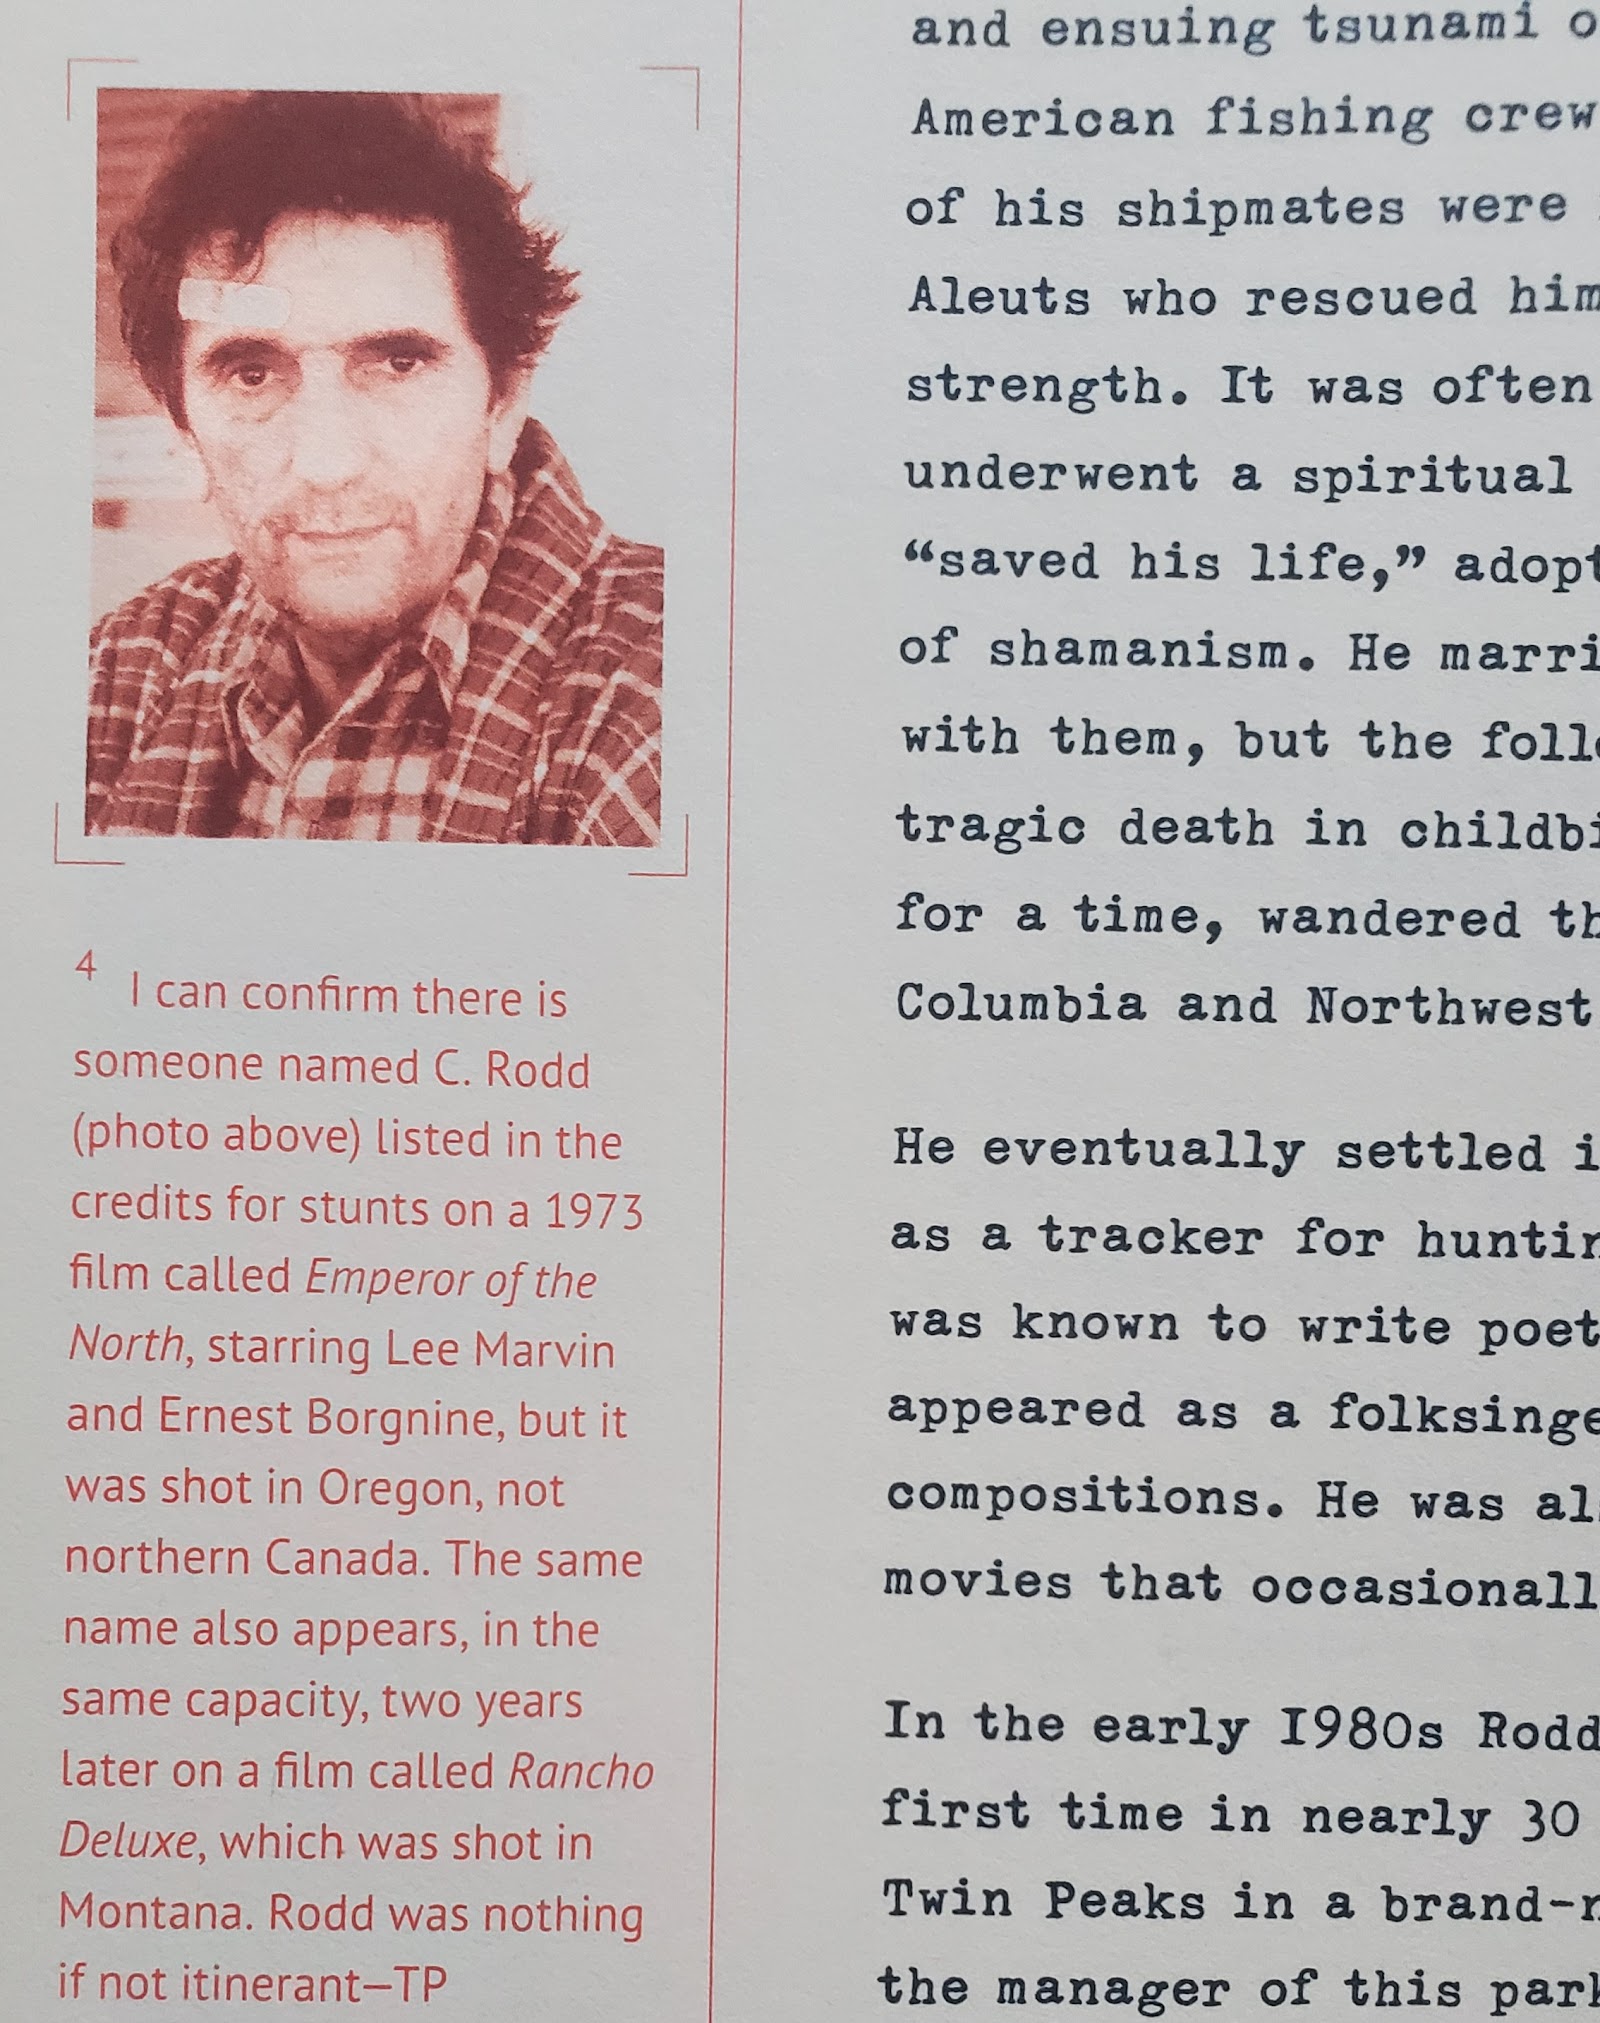 4 I can confirm there is
someone named C. Rodd
(photo above) listed in the
credits for stunts on a 1973
film called Emperor of the
North, starring Lee Marvin
and Ernest Borgnine, but it
was shot in Oregon, not
northern Canada. The same
name also appears, in the
same capacity, two years
later on a film called Rancho
Deluxe, which was shot in
Montana. Rodd was nothing
if not itinerant—TP
and ensuing tsunami
American fishing crew
of his shipmates were
Aleuts who rescued him
strength. It was often
underwent a spiritual
“saved his life,” adopt
of shamanism. He marri
with them, but the foll
tragic death in childbi
for a time, wandered th
Columbia and Northwest
He eventually settled i
as a tracker for huntin
was known to write poet
appeared as a folksinge
compositions. He was al
movies that occasionall
In the early 1980s Rodd
first time in nearly 30
Twin Peaks in a brand-n
the manager of this park